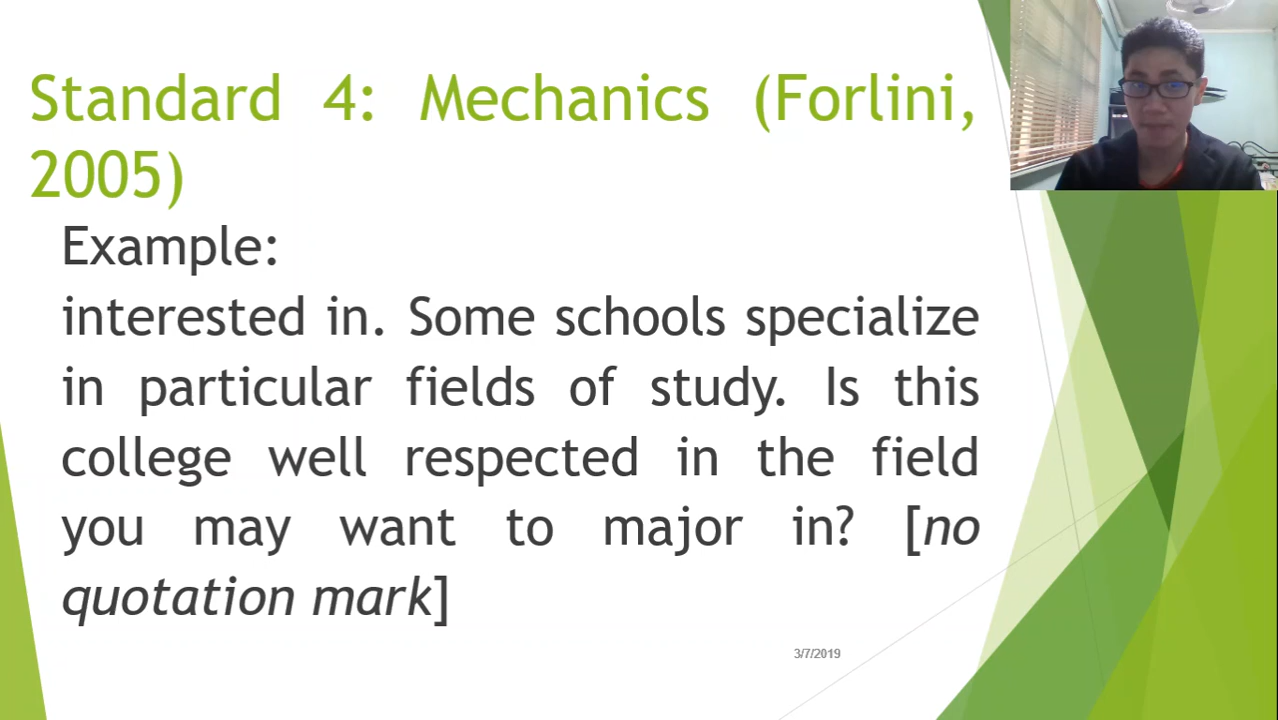 Standard 4: Mechanics (Forlini,
2005)
Example:
interested in. Some schools specialize
in particular fields of study. Is this
college well respected in the field
you may want to major in? [no
quotation mark]
3/7/2019